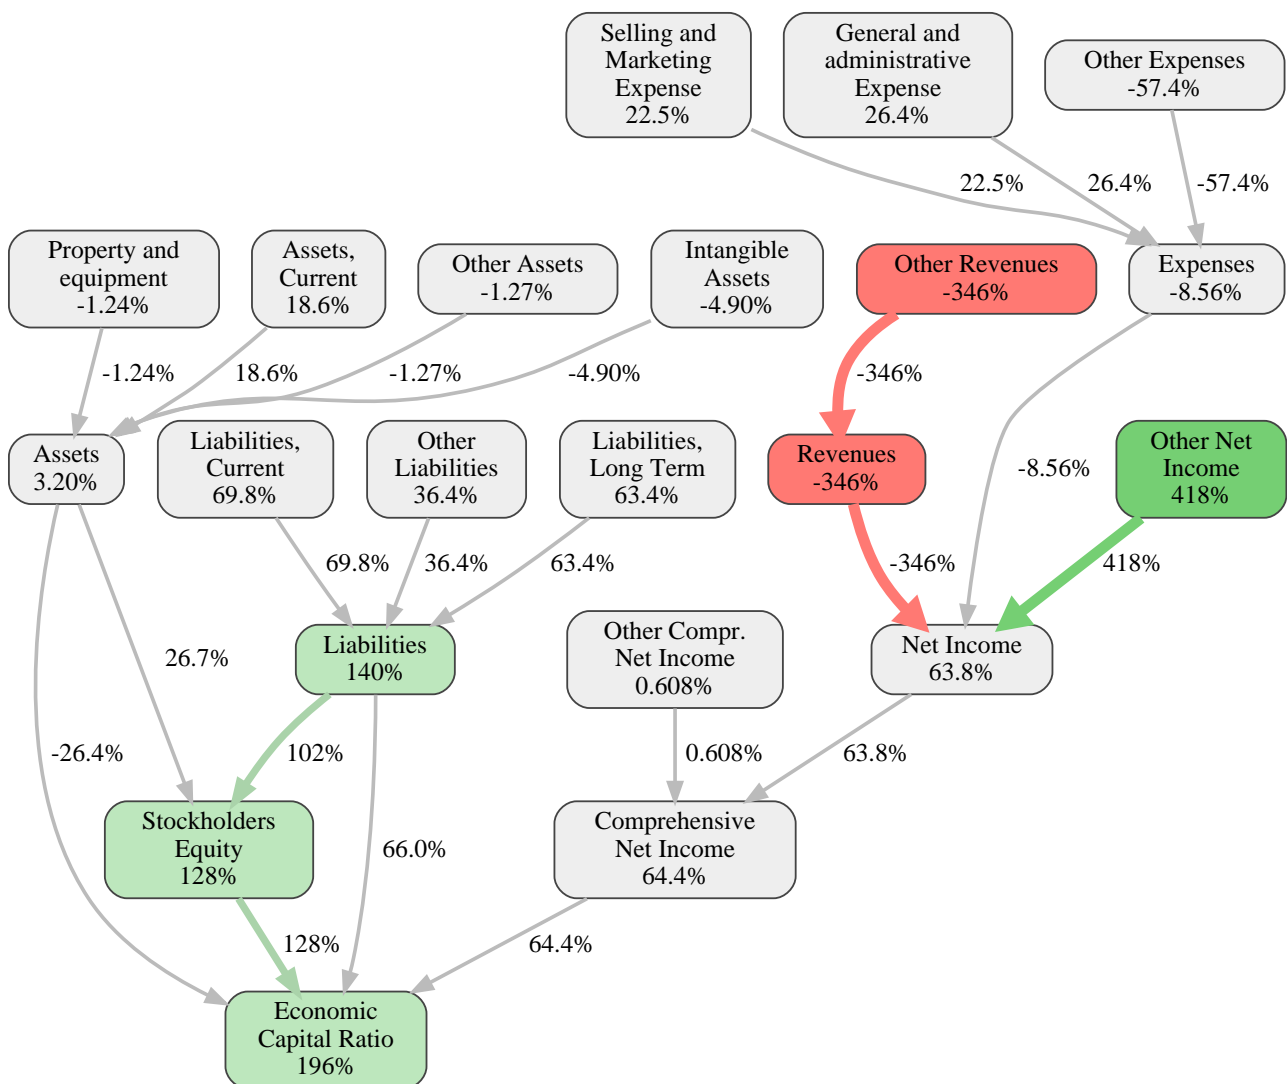 Selling and
Marketing
Expense
22.5%
General and
administrative
Expense
26.4%
Other Expenses
-57.4%
22.5%
26.4%
-57.4%
Property and
equipment
-1.24%
Assets,
Current
18.6%
Other Assets
-1.27%
Intangible
Assets
-4.90%
Other Revenues
-346%
Expenses
-8.56%
-1.24%
18.6%
-1.27%
-4.90%
-346%
Assets
3.20%
Liabilities,
Current
69.8%
Other
Liabilities
36.4%
Liabilities,
Long Term
63.4%
Revenues
-346%
-8.56%
Other Net
Income
418%
69.8%
36.4%
63.4%
-346%
418%
26.7%
Liabilities
140%
Other Compr.
Net Income
0.608%
Net Income
63.8%
-26.4%
102%
0.608%
63.8%
Stockholders
Equity
128%
66.0%
Comprehensive
Net Income
64.4%
128%
64.4%
Economic
Capital Ratio
196%